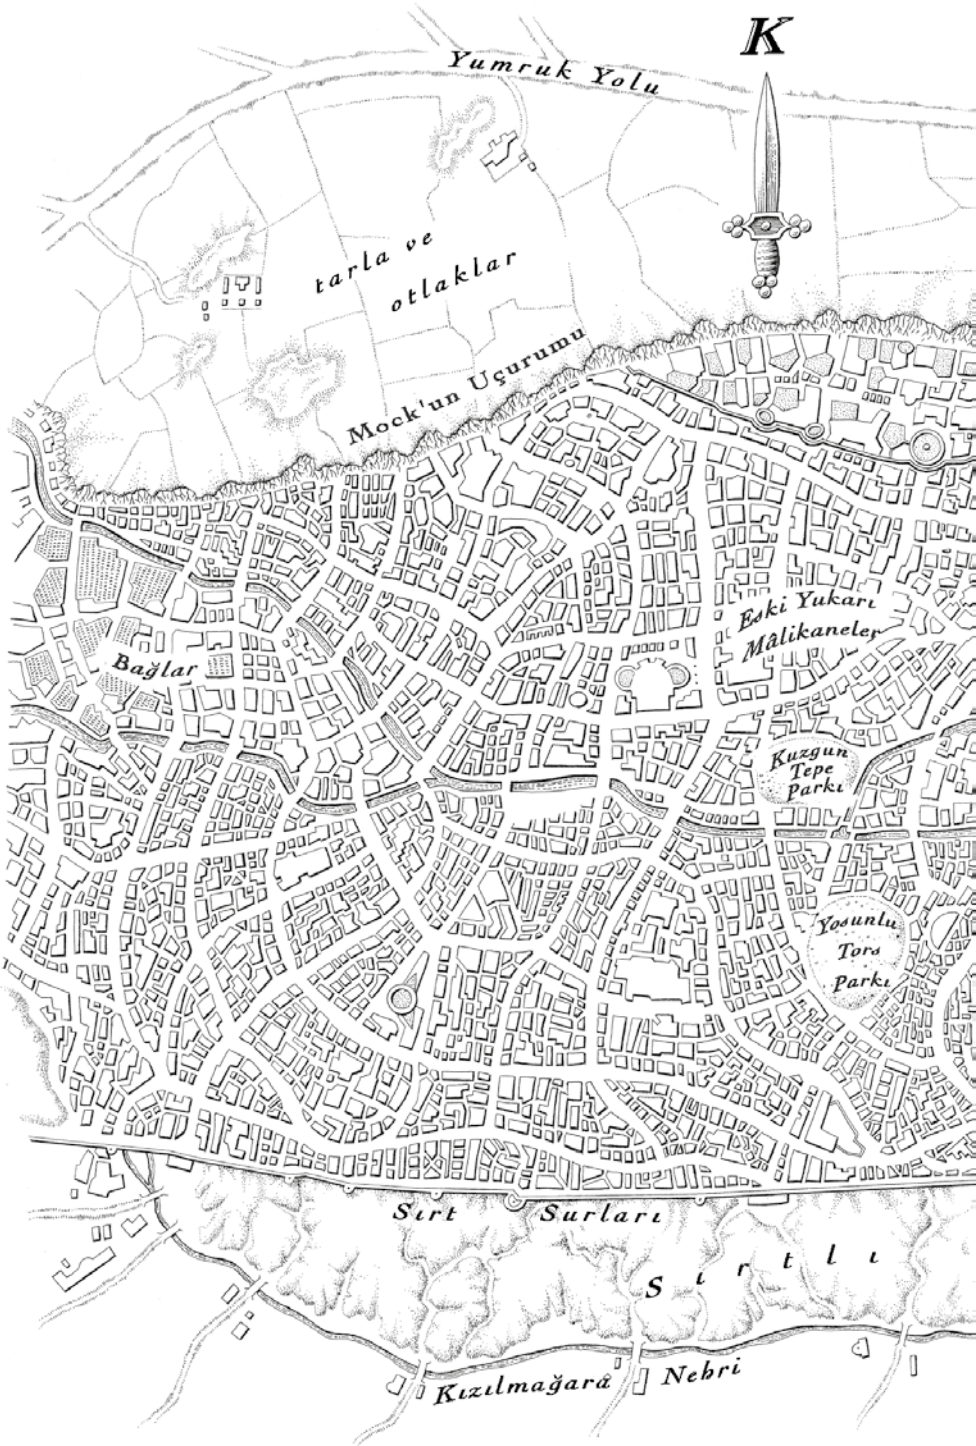 K
Yumruk Yolu
tarla ve
otlaklar
Mock'un Uçurumu
Eski Yukarı
Mâlikaneler
Bağlar
Kuzgun
Tepe
Parkı
Yosunlu
Tors
Parkı
Sırt Surları
Sırtlı
Kızılmağara Nehri